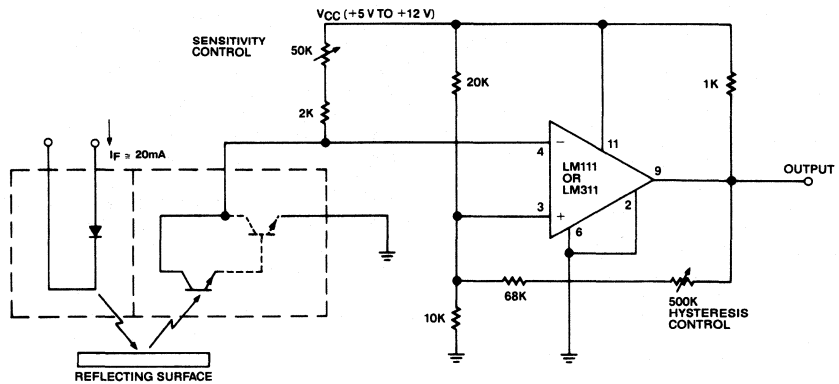 VCC (+5 V TO +12 V)
SENSITIVITY
CONTROL
50K
2K
20K
1K
IF ≅ 20mA
4
−
11
LM111
OR
LM311
9
OUTPUT
3
+
2
6
68K
500K
HYSTERESIS
CONTROL
10K
REFLECTING SURFACE